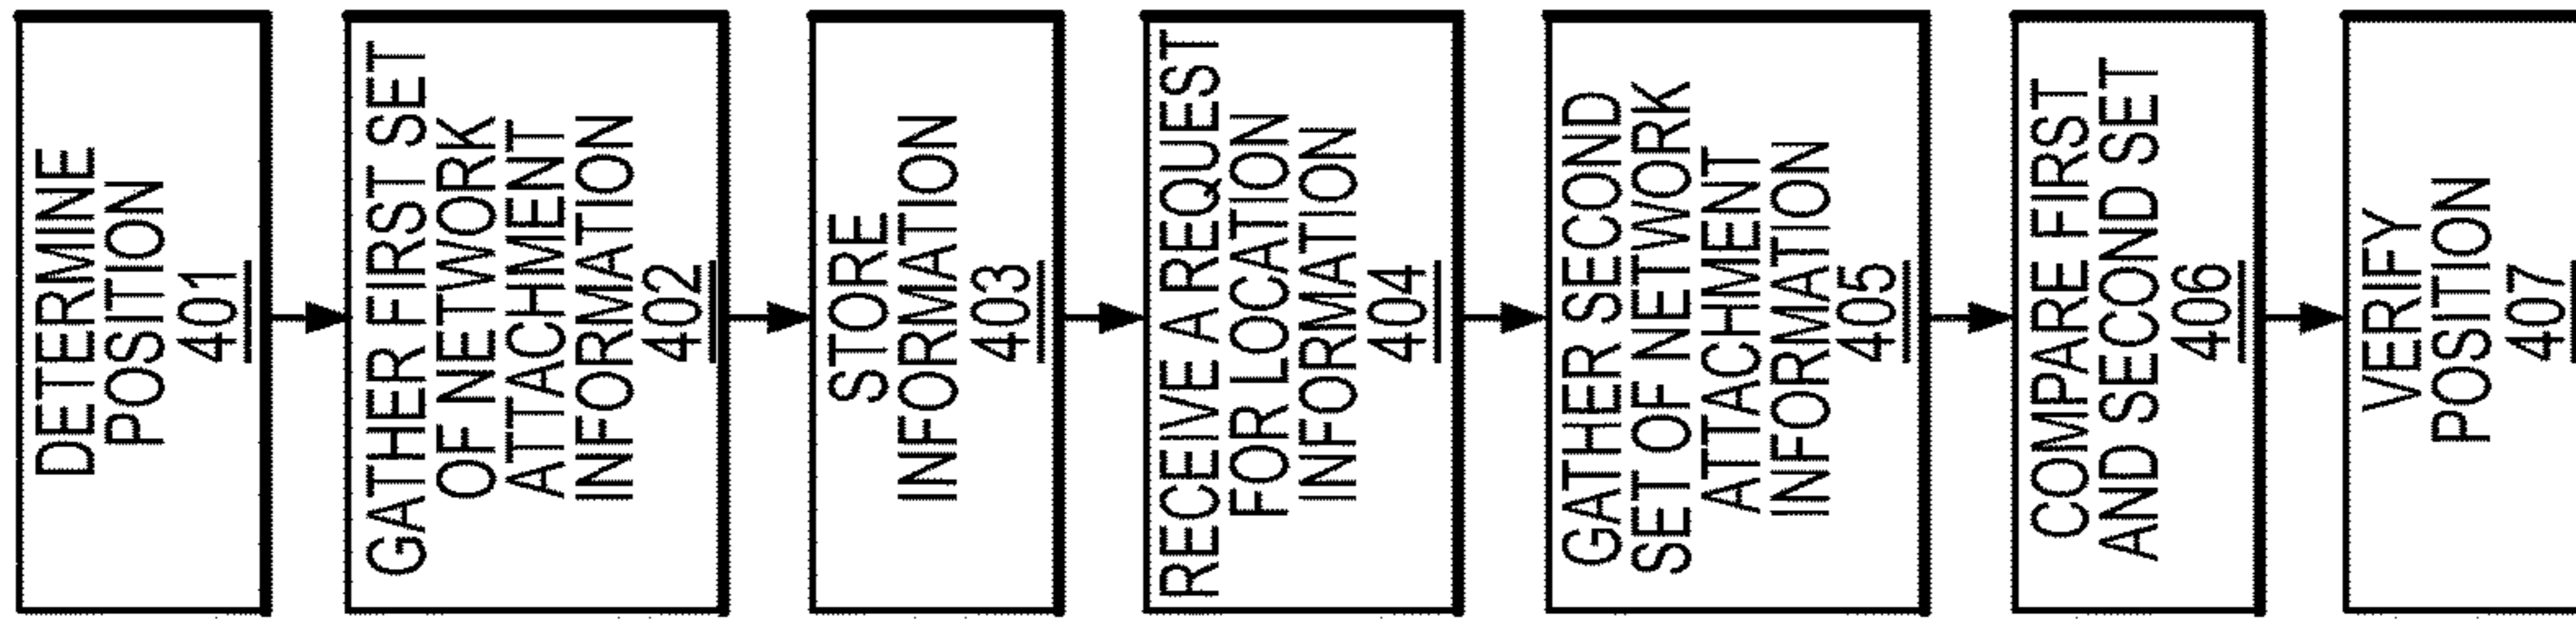 DETERMINE
POSITION
401
GATHER FIRST SET
OF NETWORK
ATTACHMENT
INFORMATION
402
STORE
INFORMATION
403
RECEIVE A REQUEST
FOR LOCATION
INFORMATION
404
GATHER SECOND
SET OF NETWORK
ATTACHMENT
INFORMATION
405
COMPARE FIRST
AND SECOND SET
406
VERIFY
POSITION
407